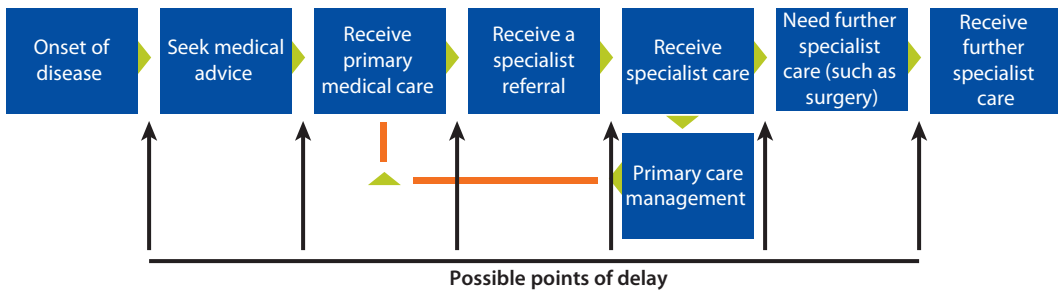 Onset of
disease
Seek medical
advice
Receive
primary
medical care
Receive a
specialist
referral
Receive
specialist care
Need further
specialist
care (such as
surgery)
Receive
further
specialist
care
Primary care
management
Possible points of delay